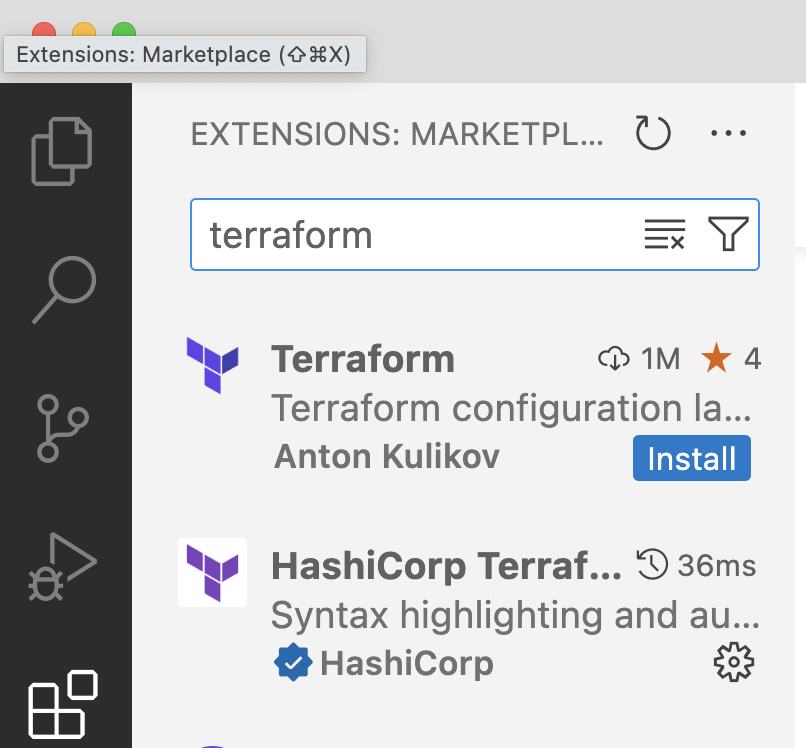 Extensions: Marketplace (⇧⌘X)
EXTENSIONS: MARKETPL...
terraform
Terraform 1M 4
Terraform configuration la...
Anton Kulikov Install
HashiCorp Terraf... 36ms
Syntax highlighting and au...
HashiCorp